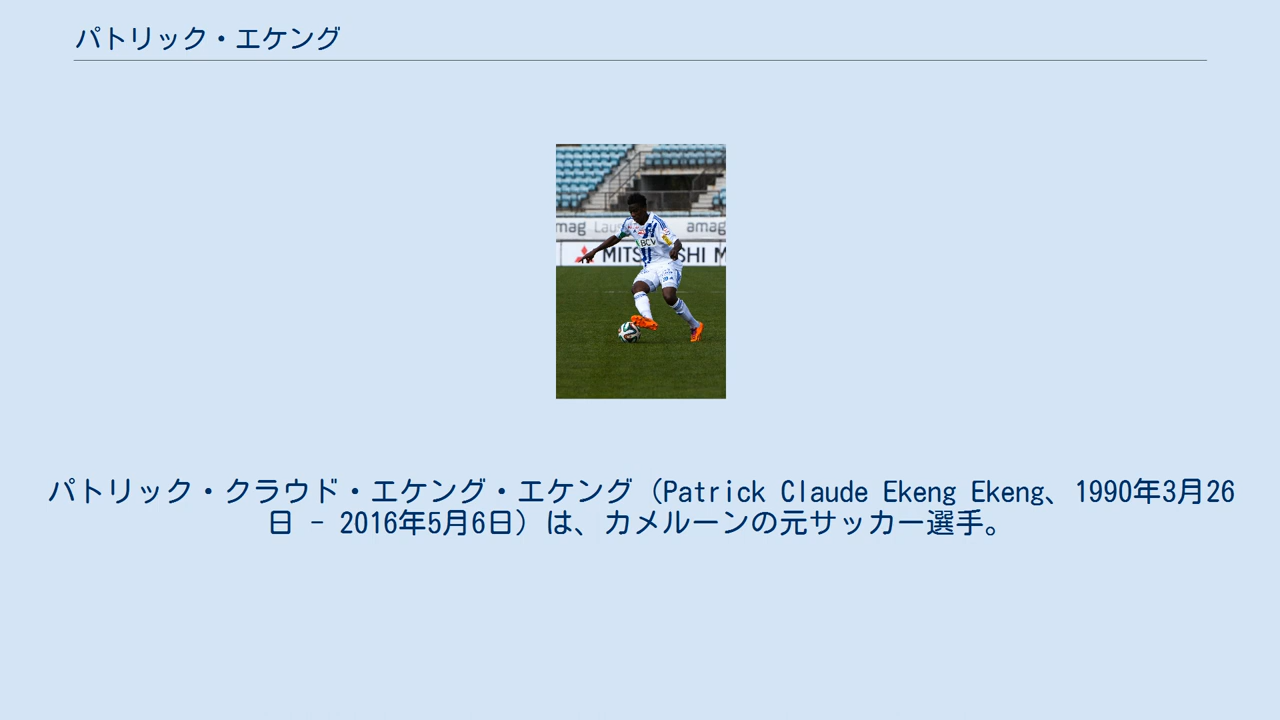 パトリック・エケング
amag
amag
BCV
パトリック・クラウド・エケング・エケング（Patrick Claude Ekeng Ekeng、1990年3月26
日 – 2016年5月6日）は、カメルーンの元サッカー選手。